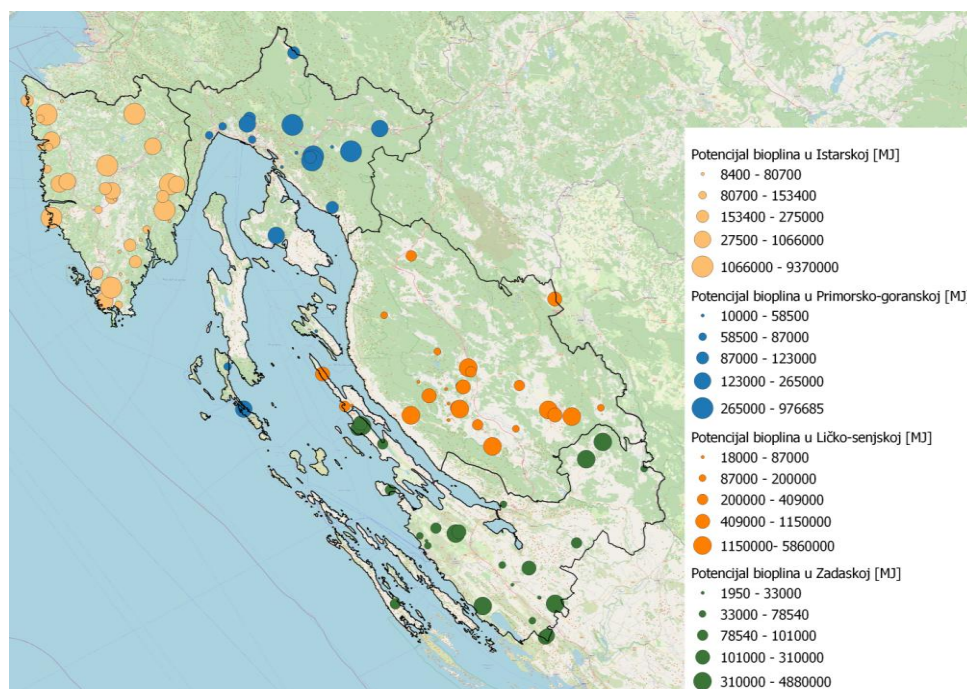 Potencijal bioplina u Istarskoj [MJ]
8400 - 80700
80700 - 153400
153400 - 275000
27500 - 1066000
1066000 - 9370000
Potencijal bioplina u Primorsko-goranskoj [MJ
10000 - 58500
58500 - 87000
87000 - 123000
123000 - 265000
265000 - 976685
Potencijal bioplina u Ličko-senjskoj [MJ]
18000 - 87000
87000 - 200000
200000 - 409000
409000 - 1150000
1150000- 5860000
Potencijal bioplina u Zadaskoj [MJ]
1950 - 33000
33000 - 78540
78540 - 101000
101000 - 310000
310000 - 4880000